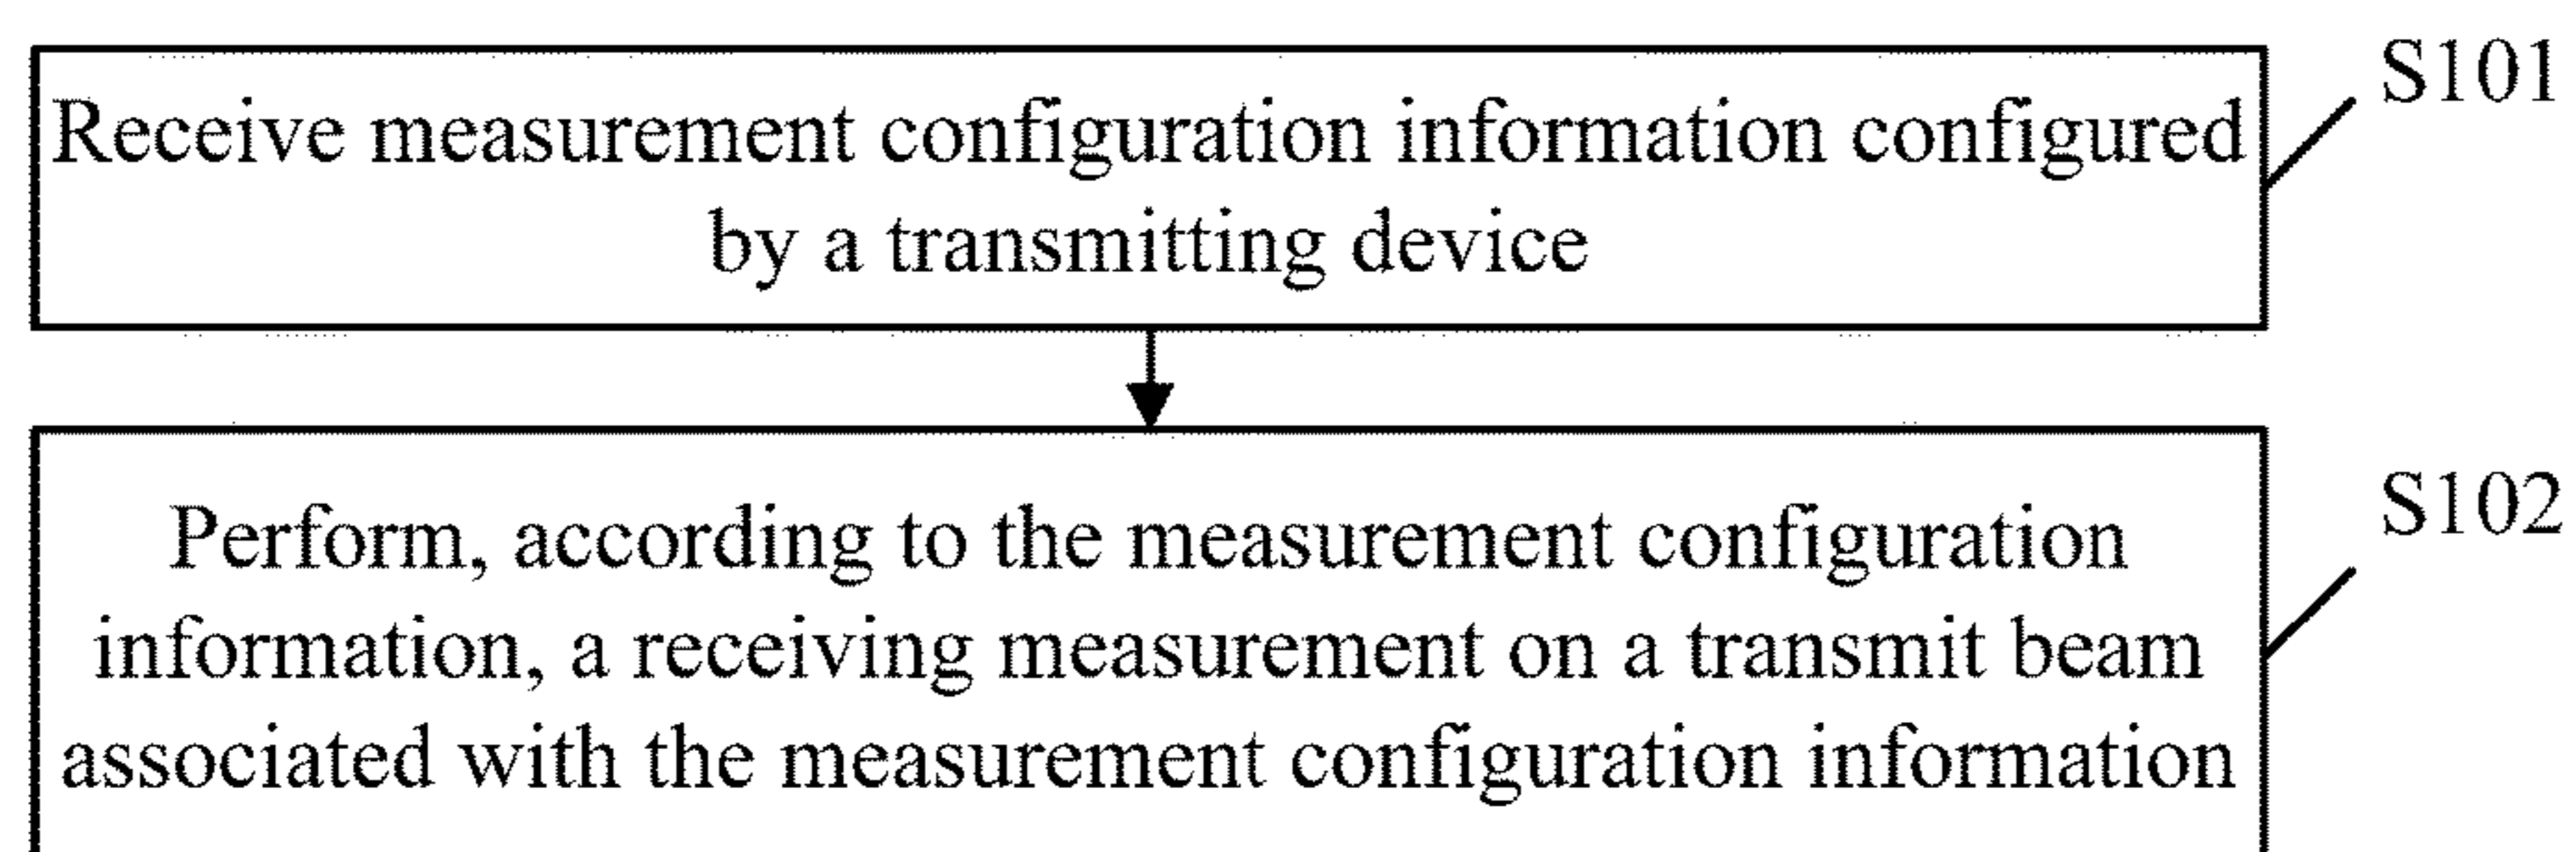 S101
Receive measurement configuration information configured
by a transmitting device
S102
Perform, according to the measurement configuration
information, a receiving measurement on a transmit beam
associated with the measurement configuration information